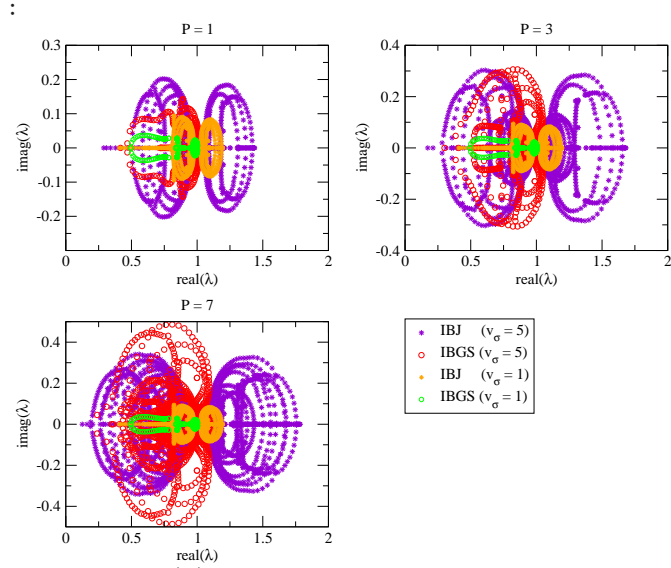 :
P = 1
0.3
0.2
0.1
0
-0.1
-0.2
imag(λ)
0 0.5 1 1.5 2
real(λ)
P = 3
0.4
0.2
0
-0.2
-0.4
imag(λ)
0 0.5 1 1.5 2
real(λ)
P = 7
0.4
0.2
0
-0.2
-0.4
-0.5
imag(λ)
0 0.5 1 1.5 2
real(λ)
IBJ (vσ = 5)
IBGS (vσ = 5)
IBJ (vσ = 1)
IBGS (vσ = 1)